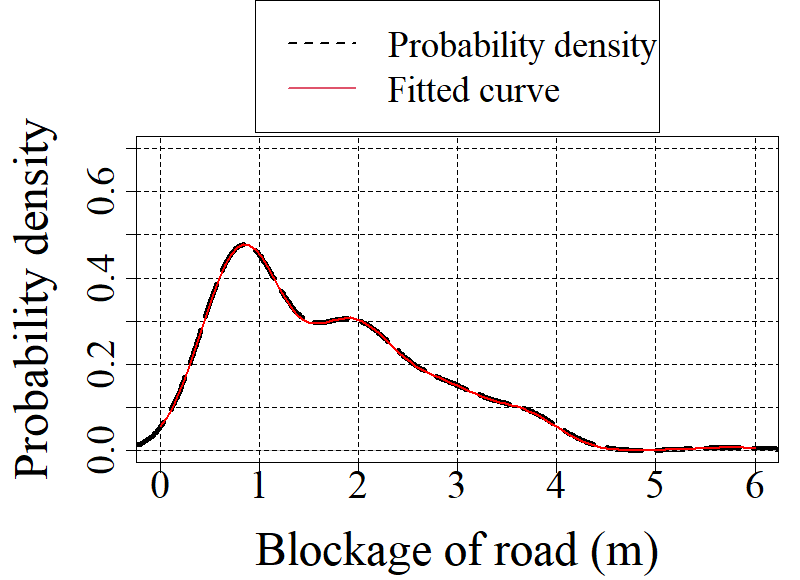 Probability density
Fitted curve
Probability density
0.6
0.4
0.2
0.0
0 1 2 3 4 5 6
Blockage of road (m)